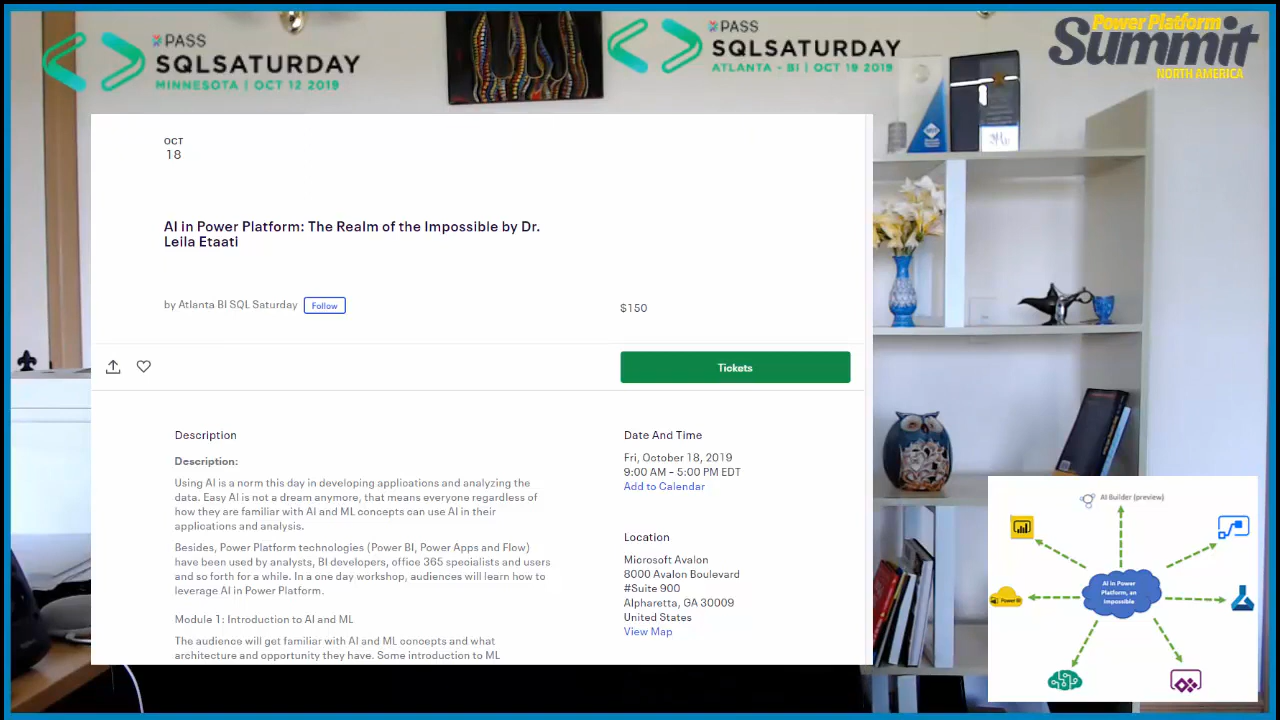 PASS
SQLSATURDAY
MINNESOTA | OCT 12 2019
PASS
SQLSATURDAY
ATLANTA - BI | OCT 19 2019
Power Platform
Summit
NORTH AMERICA
OCT
18
AI in Power Platform: The Realm of the Impossible by Dr.
Leila Etaati
by Atlanta BI SQL Saturday Follow
$150
Tickets
Description
Description:
Using AI is a norm this day in developing applications and analyzing the
data. Easy AI is not a dream anymore, that means everyone regardless of
how they are familiar with AI and ML concepts can use AI in their
applications and analysis.
Besides, Power Platform technologies (Power BI, Power Apps and Flow)
have been used by analysts, BI developers, office 365 specialists and users
and so forth for a while. In a one day workshop, audiences will learn how to
leverage AI in Power Platform.
Module 1: Introduction to AI and ML
The audience will get familiar with AI and ML concepts and what
architecture and opportunity they have. Some introduction to ML
Date And Time
Fri, October 18, 2019
9:00 AM – 5:00 PM EDT
Add to Calendar
Location
Microsoft Avalon
8000 Avalon Boulevard
#Suite 900
Alpharetta, GA 30009
United States
View Map
AI Builder (preview)
AI in Power
Platform, an
Impossible
Power BI